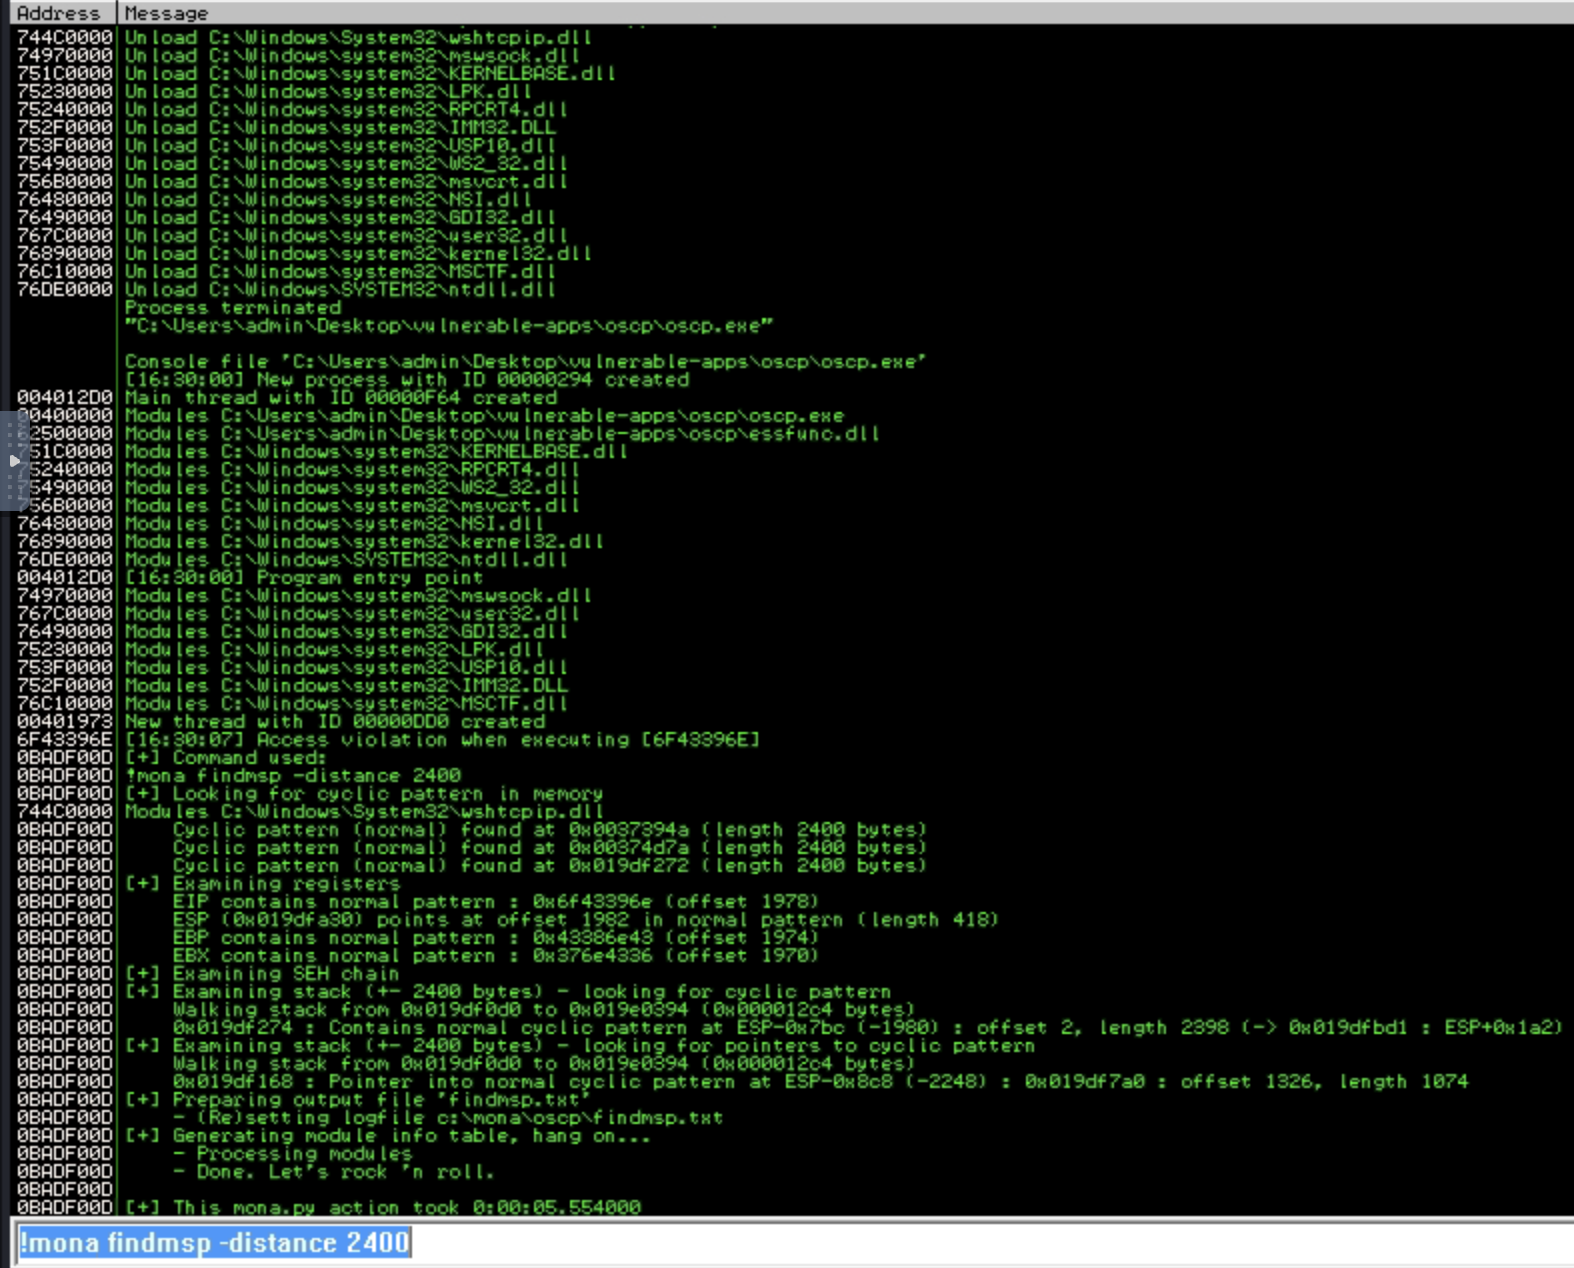 Address Message
744C0000 Unload C:\Windows\System32\wshtcpip.dll
74970000 Unload C:\Windows\system32\mswsock.dll
751C0000 Unload C:\Windows\system32\KERNELBASE.dll
75230000 Unload C:\Windows\system32\LPK.dll
75240000 Unload C:\Windows\system32\RPCRT4.dll
752F0000 Unload C:\Windows\system32\IMM32.DLL
753F0000 Unload C:\Windows\system32\USP10.dll
75490000 Unload C:\Windows\system32\WS2_32.dll
756B0000 Unload C:\Windows\system32\msvcrt.dll
76480000 Unload C:\Windows\system32\NSI.dll
76490000 Unload C:\Windows\system32\GDI32.dll
767C0000 Unload C:\Windows\system32\user32.dll
76890000 Unload C:\Windows\system32\kernel32.dll
76C10000 Unload C:\Windows\system32\MSCTF.dll
76DE0000 Unload C:\Windows\SYSTEM32\ntdll.dll
Process terminated
"C:\Users\admin\Desktop\vulnerable-apps\oscp\oscp.exe"
Console file 'C:\Users\admin\Desktop\vulnerable-apps\oscp\oscp.exe'
[16:30:00] New process with ID 00000294 created
004012D0 Main thread with ID 00000F64 created
00400000 Modules C:\Users\admin\Desktop\vulnerable-apps\oscp\oscp.exe
62500000 Modules C:\Users\admin\Desktop\vulnerable-apps\oscp\essfunc.dll
751C0000 Modules C:\Windows\system32\KERNELBASE.dll
75240000 Modules C:\Windows\system32\RPCRT4.dll
75490000 Modules C:\Windows\system32\WS2_32.dll
756B0000 Modules C:\Windows\system32\msvcrt.dll
76480000 Modules C:\Windows\system32\NSI.dll
76890000 Modules C:\Windows\system32\kernel32.dll
76DE0000 Modules C:\Windows\SYSTEM32\ntdll.dll
004012D0 [16:30:00] Program entry point
74970000 Modules C:\Windows\system32\mswsock.dll
767C0000 Modules C:\Windows\system32\user32.dll
76490000 Modules C:\Windows\system32\GDI32.dll
75230000 Modules C:\Windows\system32\LPK.dll
753F0000 Modules C:\Windows\system32\USP10.dll
752F0000 Modules C:\Windows\system32\IMM32.DLL
76C10000 Modules C:\Windows\system32\MSCTF.dll
00401973 New thread with ID 00000DD0 created
6F43396E [16:30:07] Access violation when executing [6F43396E]
0BADF00D [+] Command used:
0BADF00D !mona findmsp -distance 2400
0BADF00D [+] Looking for cyclic pattern in memory
744C0000 Modules C:\Windows\System32\wshtcpip.dll
0BADF00D Cyclic pattern (normal) found at 0x0037394a (length 2400 bytes)
0BADF00D Cyclic pattern (normal) found at 0x00374d7a (length 2400 bytes)
0BADF00D Cyclic pattern (normal) found at 0x019df272 (length 2400 bytes)
0BADF00D [+] Examining registers
0BADF00D EIP contains normal pattern : 0x6f43396e (offset 1978)
0BADF00D ESP (0x019dfa30) points at offset 1982 in normal pattern (length 418)
0BADF00D EBP contains normal pattern : 0x43386e43 (offset 1974)
0BADF00D EBX contains normal pattern : 0x376e4336 (offset 1970)
0BADF00D [+] Examining SEH chain
0BADF00D [+] Examining stack (+- 2400 bytes) - looking for cyclic pattern
0BADF00D Walking stack from 0x019df0d0 to 0x019e0394 (0x000012c4 bytes)
0BADF00D 0x019df274 : Contains normal cyclic pattern at ESP-0x7bc (-1980) : offset 2, length 2398 (-> 0x019dfbd1 : ESP+0x1a2)
0BADF00D [+] Examining stack (+- 2400 bytes) - looking for pointers to cyclic pattern
0BADF00D Walking stack from 0x019df0d0 to 0x019e0394 (0x000012c4 bytes)
0BADF00D 0x019df168 : Pointer into normal cyclic pattern at ESP-0x8c8 (-2248) : 0x019df7a0 : offset 1326, length 1074
0BADF00D [+] Preparing output file 'findmsp.txt'
0BADF00D - (Re)setting logfile c:\mona\oscp\findmsp.txt
0BADF00D [+] Generating module info table, hang on...
0BADF00D - Processing modules
0BADF00D - Done. Let's rock 'n roll.
0BADF00D
0BADF00D [+] This mona.py action took 0:00:05.554000
!mona findmsp -distance 2400